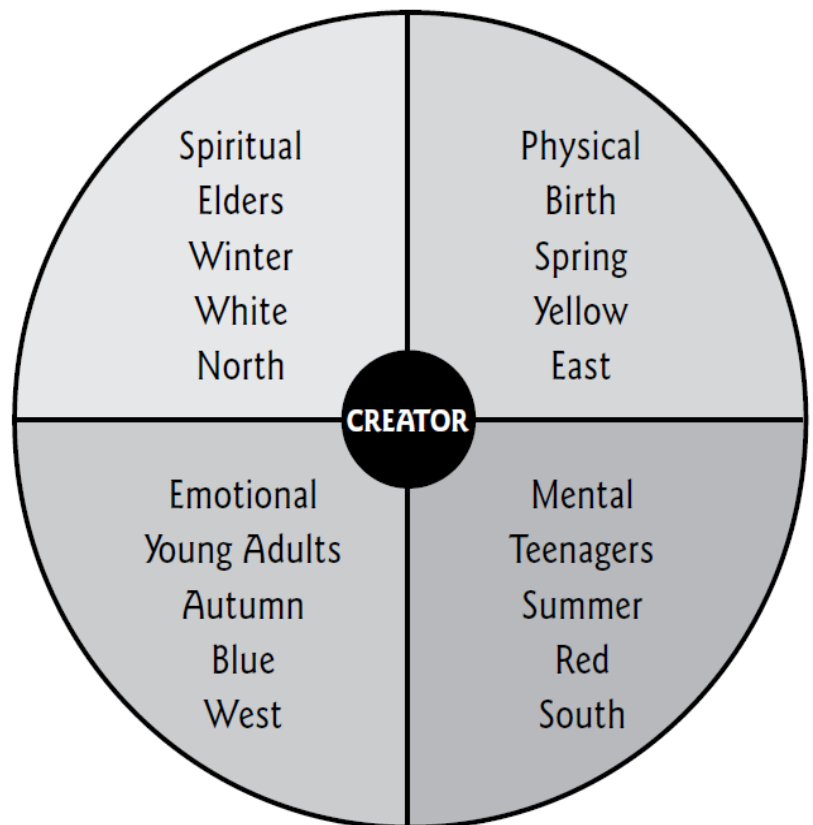 Spiritual
Elders
Winter
White
North
Physical
Birth
Spring
Yellow
East
CREATOR
Emotional
Young Adults
Autumn
Blue
West
Mental
Teenagers
Summer
Red
South